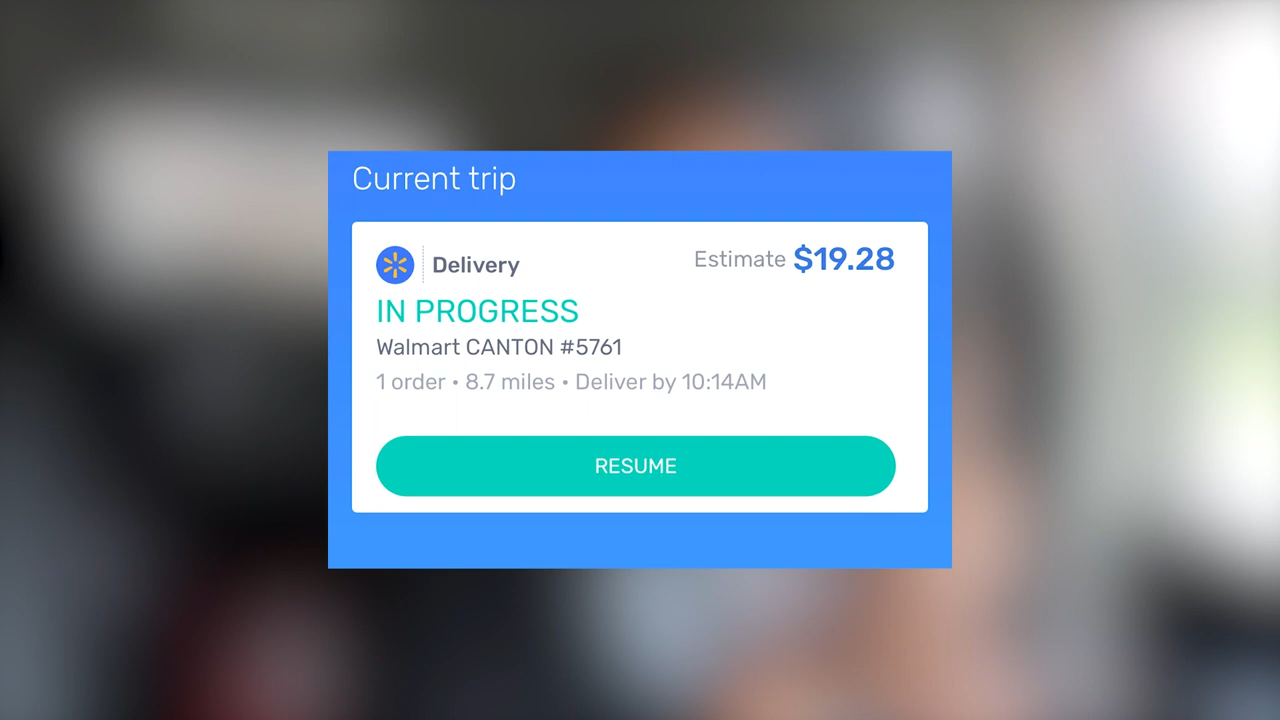 Current trip
Delivery
Estimate $19.28
IN PROGRESS
Walmart CANTON #5761
1 order • 8.7 miles • Deliver by 10:14AM
RESUME